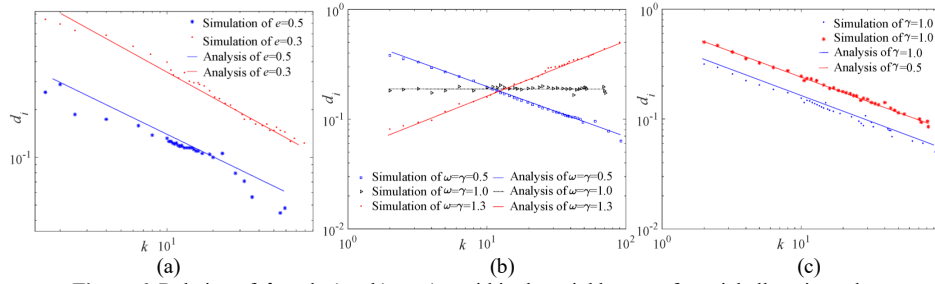 Simulation of e=0.5
Simulation of e=0.3
Analysis of e=0.5
Analysis of e=0.3
d_i
10^-1
k 10^1
(a)
10^0
d_i
10^-1
10^-2
Simulation of ω=γ=0.5
Simulation of ω=γ=1.0
Simulation of ω=γ=1.3
Analysis of ω=γ=0.5
Analysis of ω=γ=1.0
Analysis of ω=γ=1.3
10^0 k 10^1 10^2
(b)
10^0
d_i
10^-1
10^-2
Simulation of γ=1.0
Simulation of γ=1.0
Analysis of γ=1.0
Analysis of γ=0.5
k 10^1
(c)